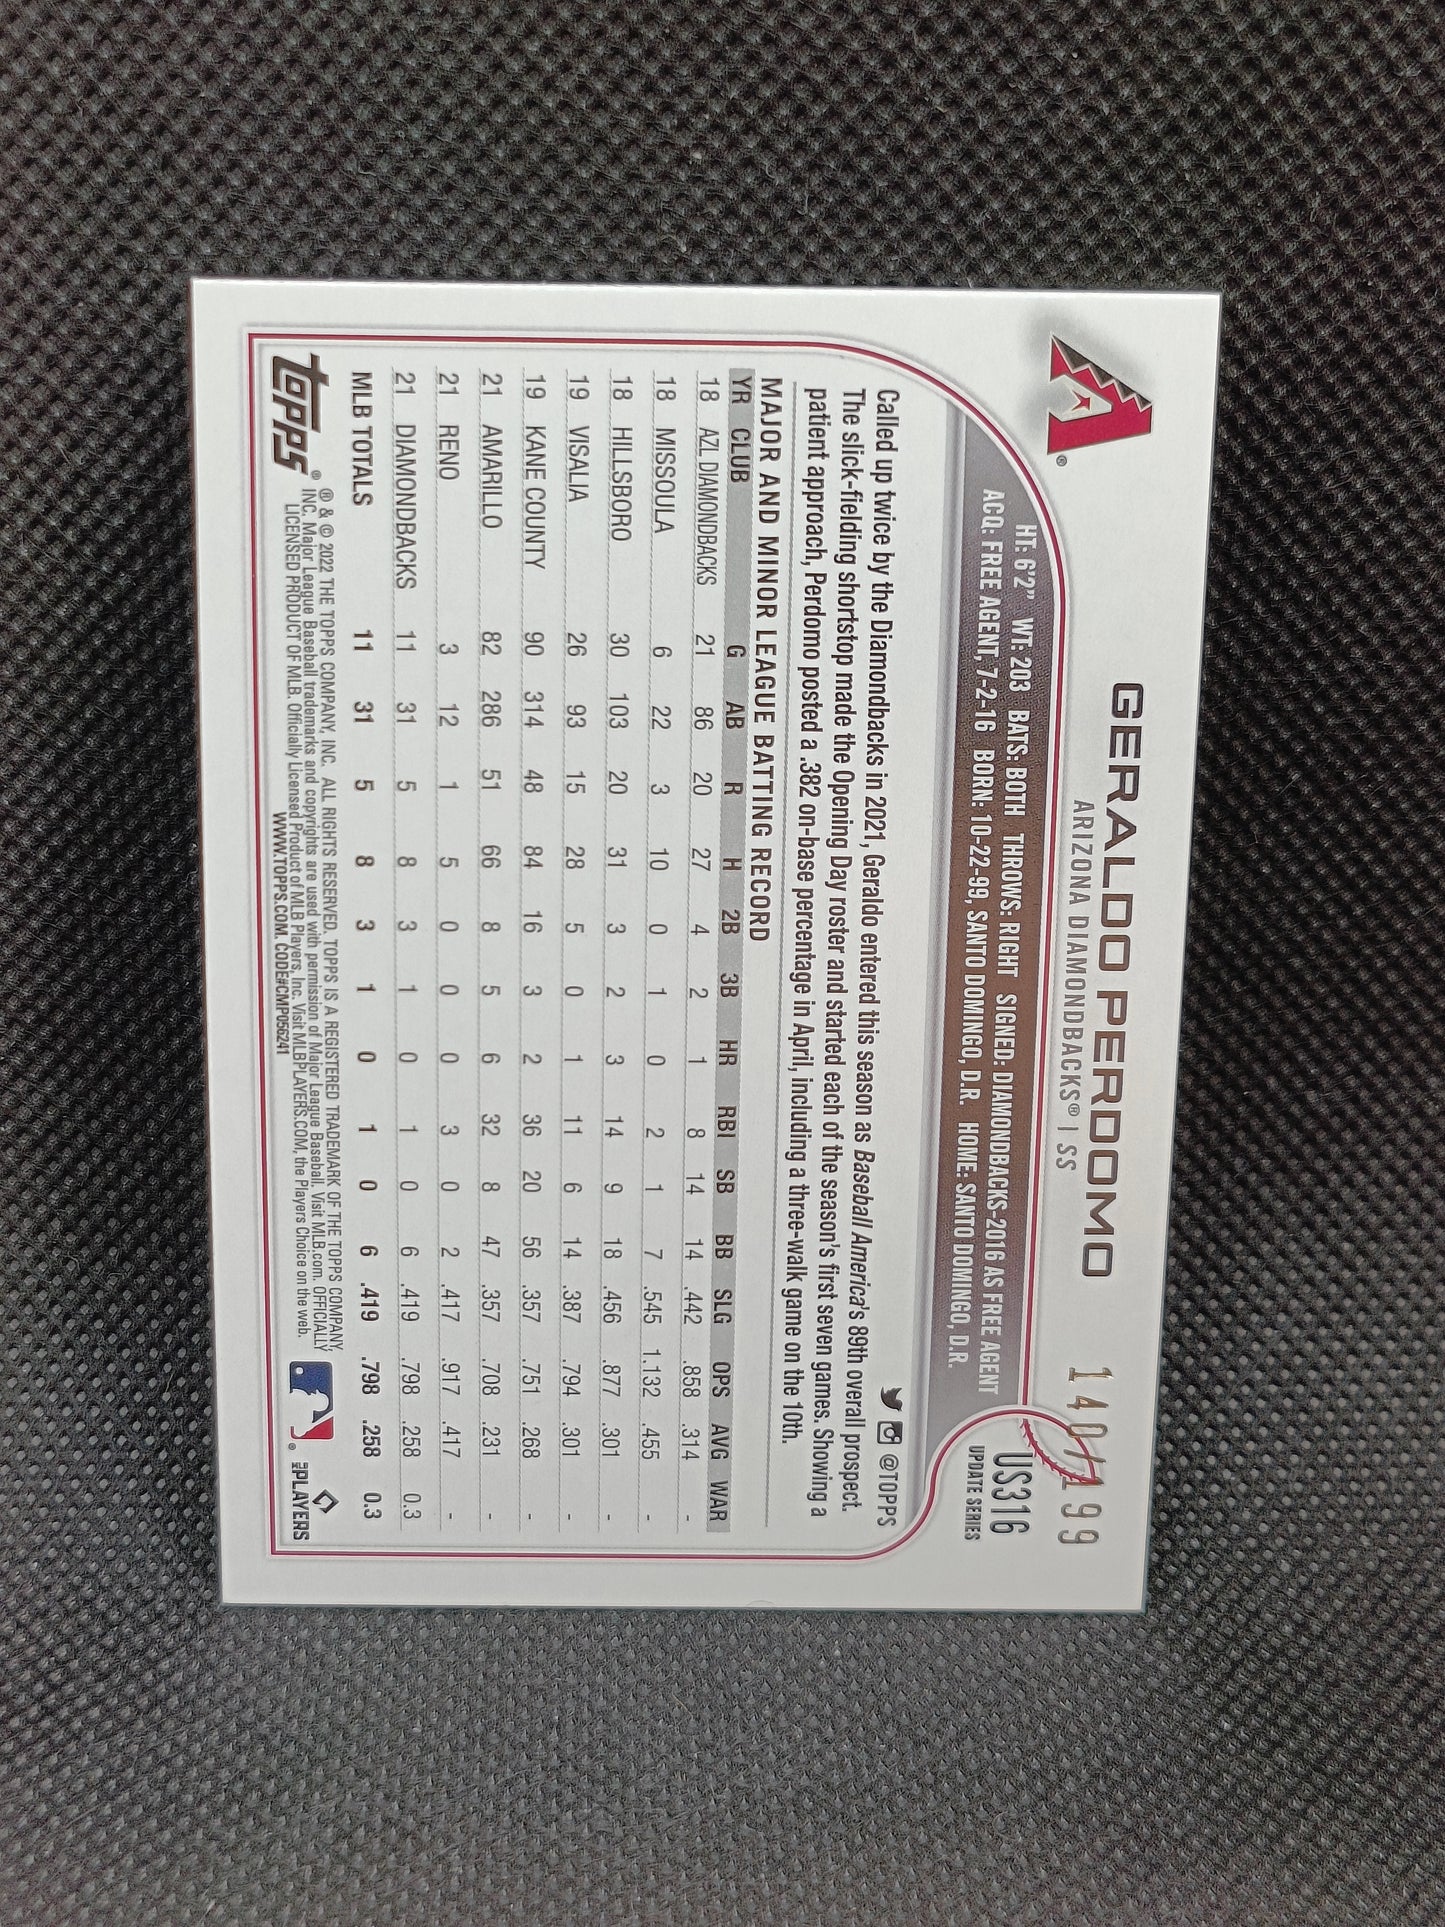 GERALDO PERDOMO
140/199
ARIZONA DIAMONDBACKS® | SS
A®
HT: 6'2" WT: 203 BATS: BOTH THROWS: RIGHT SIGNED: DIAMONDBACKS-2016 AS FREE AGENT
ACQ: FREE AGENT, 7-2-16 BORN: 10-22-99, SANTO DOMINGO, D.R. HOME: SANTO DOMINGO, D.R.
US316
UPDATE SERIES
@TOPPS
Called up twice by the Diamondbacks in 2021, Geraldo entered this season as Baseball America's 89th overall prospect.
The slick-fielding shortstop made the Opening Day roster and started each of the season's first seven games. Showing a
patient approach, Perdomo posted a .382 on-base percentage in April, including a three-walk game on the 10th.
MAJOR AND MINOR LEAGUE BATTING RECORD
YR CLUB G AB R H 2B 3B HR RBI SB BB SLG OPS AVG WAR
18 AZL DIAMONDBACKS 21 86 20 27 4 2 1 8 14 14 .442 .858 .314 -
18 MISSOULA 6 22 3 10 0 1 0 2 1 7 .545 1.132 .455 -
18 HILLSBORO 30 103 20 31 3 2 3 14 9 18 .456 .877 .301 -
19 VISALIA 26 93 15 28 5 0 1 11 6 14 .387 .794 .301 -
19 KANE COUNTY 90 314 48 84 16 3 2 36 20 56 .357 .751 .268 -
21 AMARILLO 82 286 51 66 8 5 6 32 8 47 .357 .708 .231 -
21 RENO 3 12 1 5 0 0 0 3 0 2 .417 .917 .417 -
21 DIAMONDBACKS 11 31 5 8 3 1 0 1 0 6 .419 .798 .258 0.3
MLB TOTALS 11 31 5 8 3 1 0 1 0 6 .419 .798 .258 0.3
topps®
® & © 2022 THE TOPPS COMPANY, INC. ALL RIGHTS RESERVED. TOPPS IS A REGISTERED TRADEMARK OF THE TOPPS COMPANY,
INC. Major League Baseball trademarks and copyrights are used with permission of Major League Baseball. Visit MLB.com. OFFICIALLY
LICENSED PRODUCT OF MLB. Officially Licensed Product of MLB Players, Inc. Visit MLBPLAYERS.COM, the Players Choice on the web.
WWW.TOPPS.COM. CODE#CMP056241
MLB PLAYERS